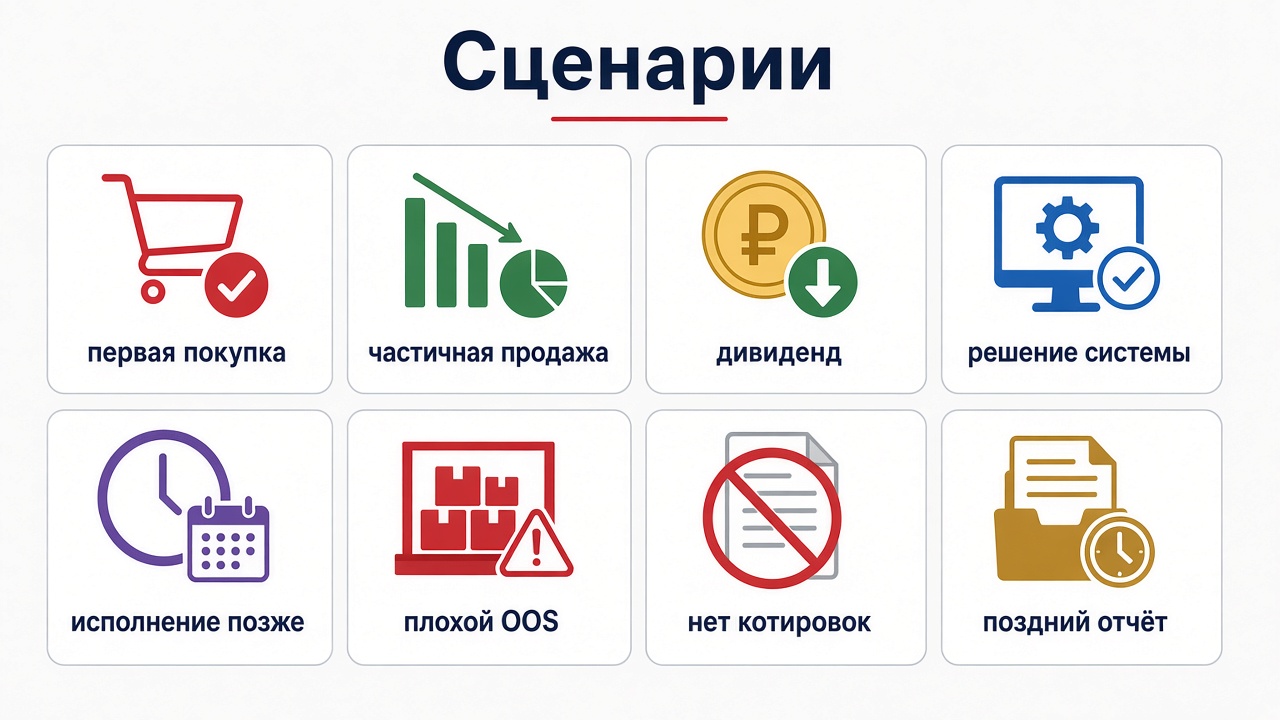 Сценарии
первая покупка
частичная продажа
дивиденд
решение системы
исполнение позже
плохой OOS
нет котировок
поздний отчёт